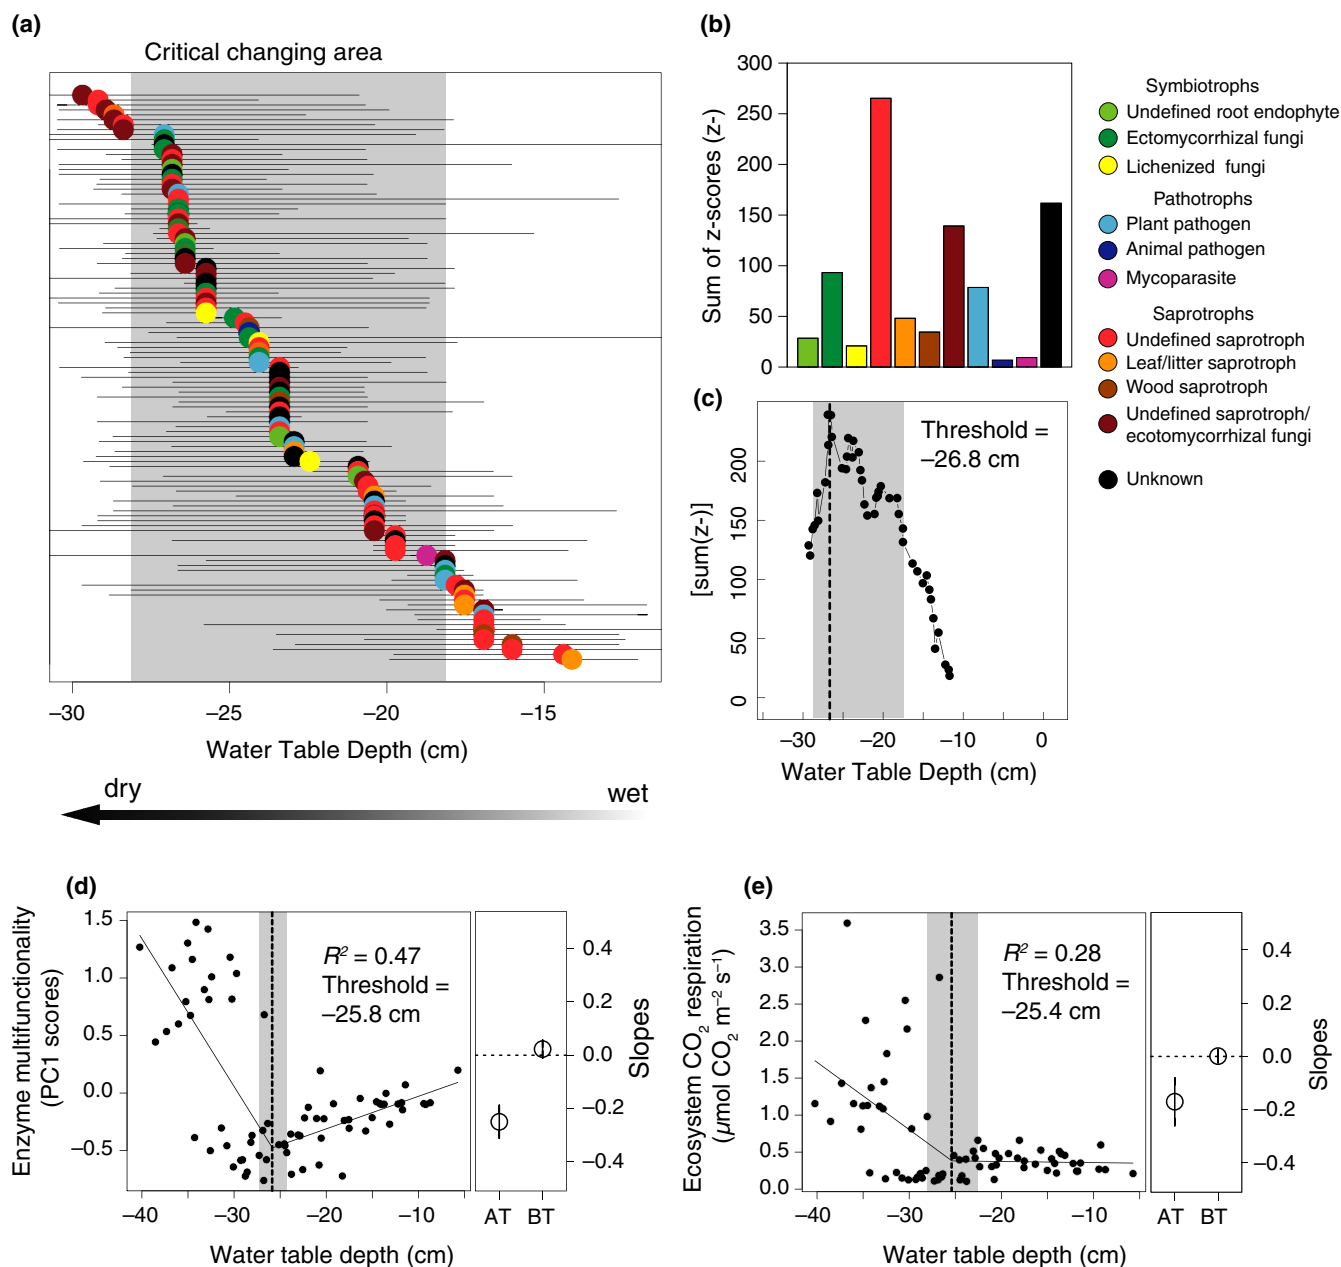 (a)
Critical changing area
−30
−25
−20
−15
Water Table Depth (cm)
dry
wet
(b)
300
250
200
150
100
50
0
Sum of z-scores (z-)
Symbiotrophs
Undefined root endophyte
Ectomycorrhizal fungi
Lichenized fungi
Pathotrophs
Plant pathogen
Animal pathogen
Mycoparasite
Saprotrophs
Undefined saprotroph
Leaf/litter saprotroph
Wood saprotroph
Undefined saprotroph/
ecotomycorrhizal fungi
Unknown
(c)
Threshold =
−26.8 cm
200
150
100
50
0
[sum(z-)]
−30
−20
−10
0
Water Table Depth (cm)
(d)
1.5
1.0
0.5
0.0
−0.5
Enzyme multifunctionality
(PC1 scores)
R² = 0.47
Threshold =
−25.8 cm
−40
−30
−20
−10
Water table depth (cm)
0.4
0.2
0.0
−0.2
−0.4
Slopes
AT
BT
(e)
3.5
3.0
2.5
2.0
1.5
1.0
0.5
0.0
Ecosystem CO₂ respiration
(μmol CO₂ m⁻² s⁻¹)
R² = 0.28
Threshold =
−25.4 cm
−40
−30
−20
−10
Water table depth (cm)
0.4
0.2
0.0
−0.2
−0.4
Slopes
AT
BT